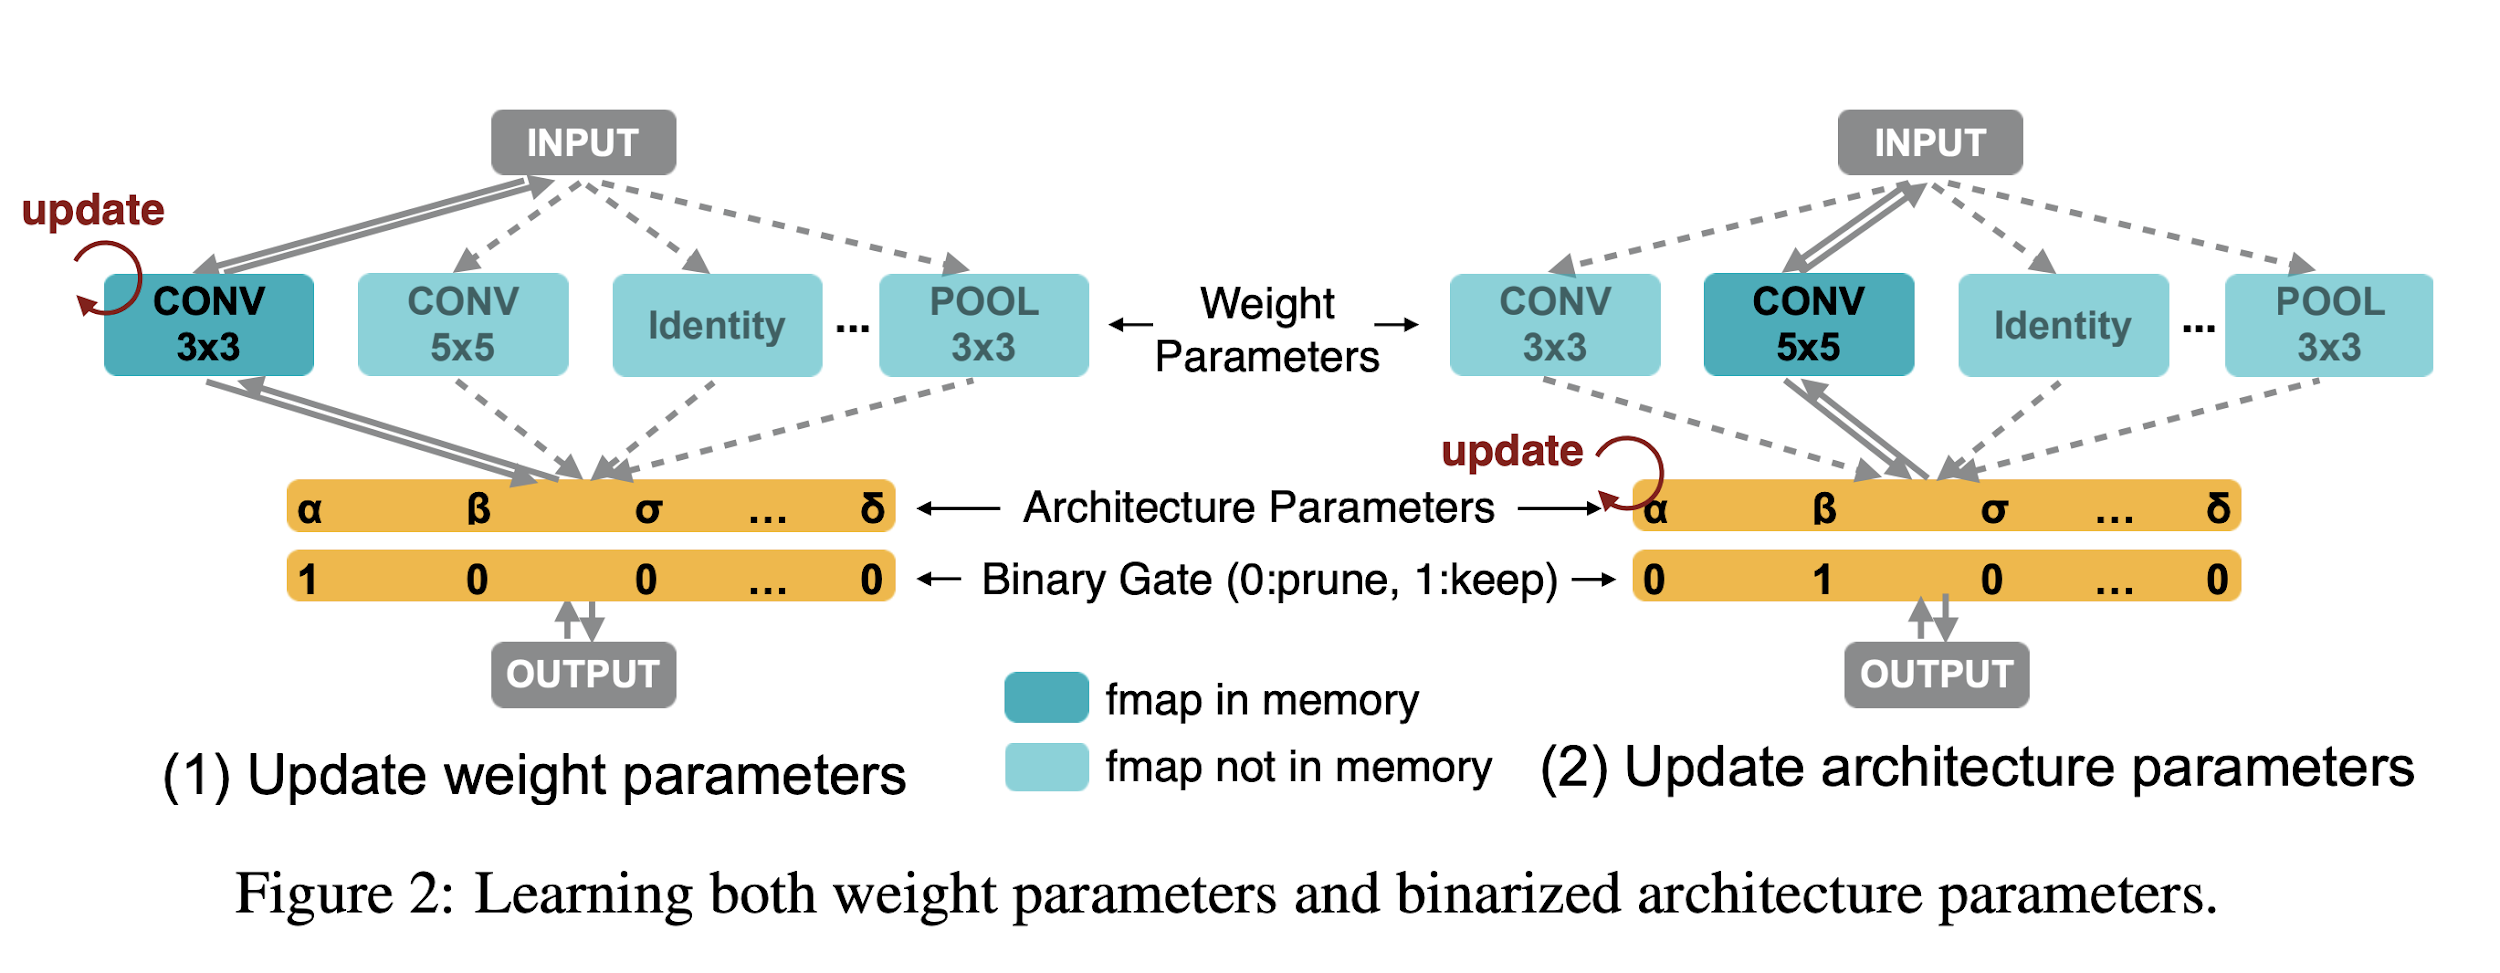 INPUT
INPUT
update
CONV
3x3
CONV
5x5
Identity
...
POOL
3x3
Weight
Parameters
CONV
3x3
CONV
5x5
Identity
...
POOL
3x3
update
α β σ ... δ
Architecture Parameters
α β σ ... δ
1 0 0 ... 0
Binary Gate (0:prune, 1:keep)
0 1 0 ... 0
OUTPUT
OUTPUT
fmap in memory
fmap not in memory
(1) Update weight parameters
(2) Update architecture parameters
Figure 2: Learning both weight parameters and binarized architecture parameters.